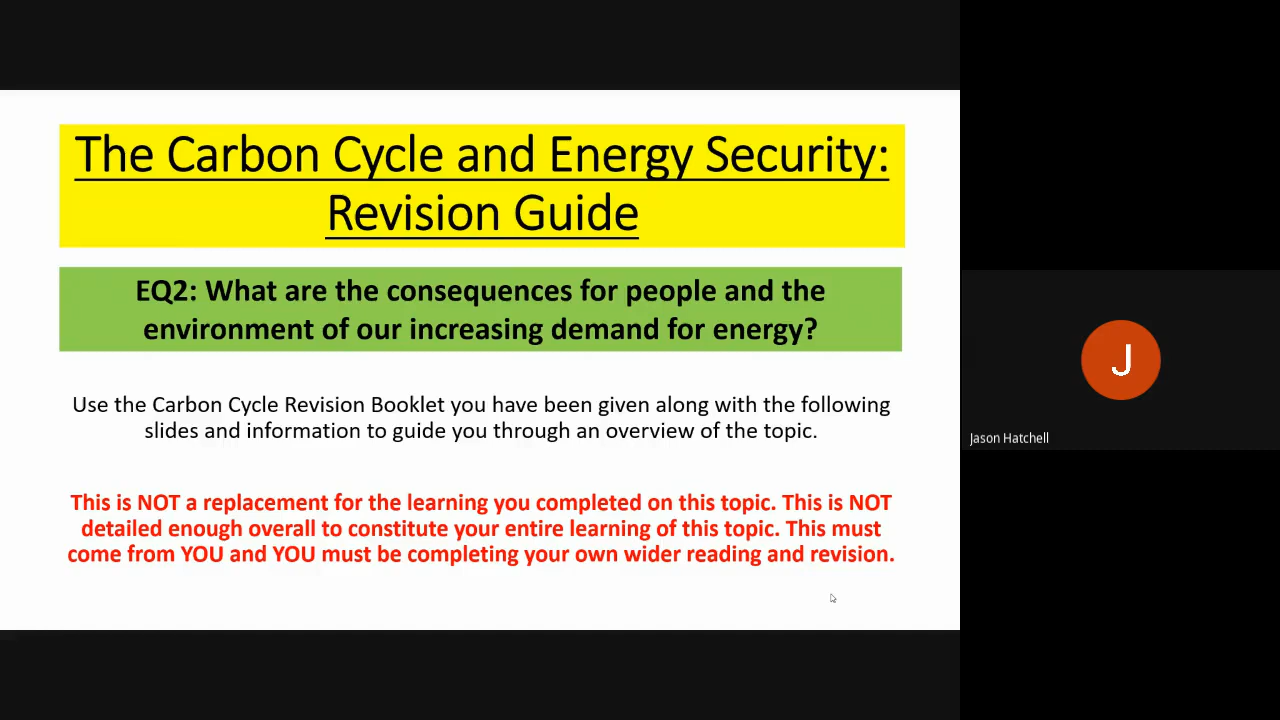 The Carbon Cycle and Energy Security:
Revision Guide
EQ2: What are the consequences for people and the
environment of our increasing demand for energy?
Use the Carbon Cycle Revision Booklet you have been given along with the following
slides and information to guide you through an overview of the topic.
This is NOT a replacement for the learning you completed on this topic. This is NOT
detailed enough overall to constitute your entire learning of this topic. This must
come from YOU and YOU must be completing your own wider reading and revision.
J
Jason Hatchell